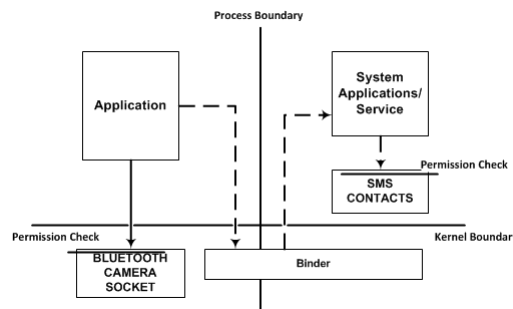 Process Boundary
Application
System
Applications/
Service
Permission Check
SMS
CONTACTS
Permission Check
Kernel Boundar
BLUETOOTH
CAMERA
SOCKET
Binder